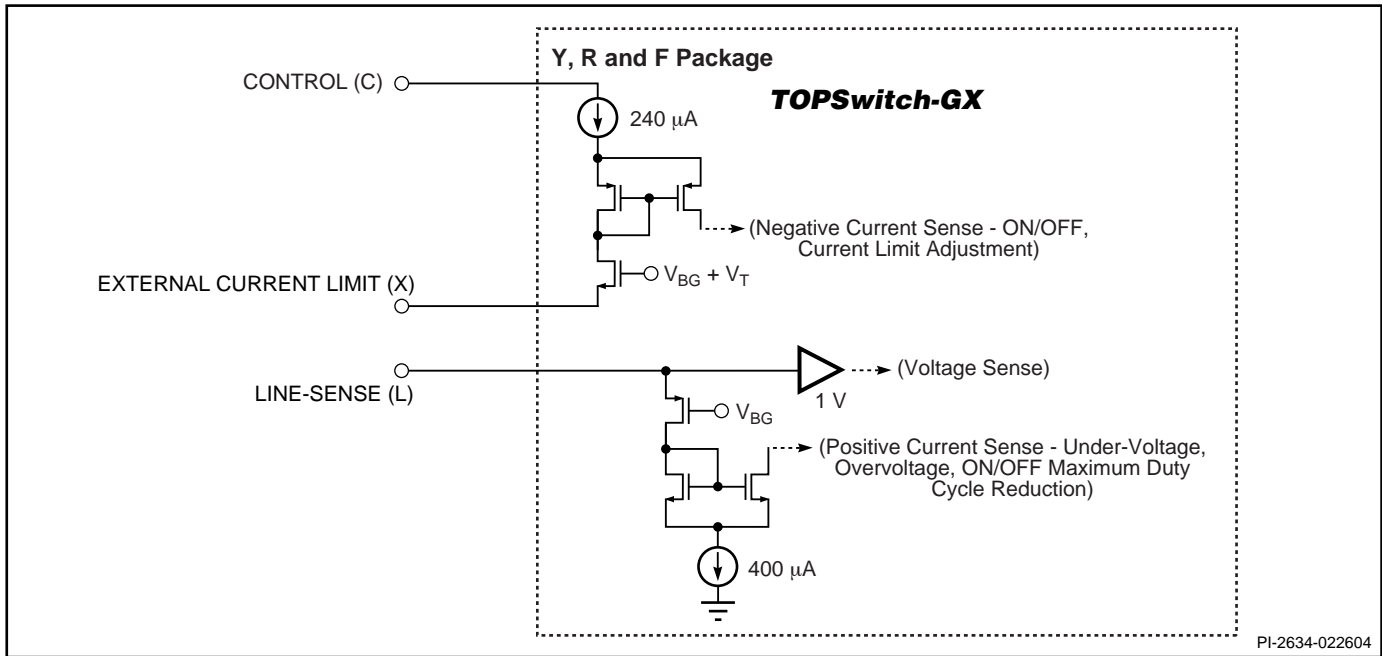 Y, R and F Package
CONTROL (C)
TOPSwitch-GX
240 μA
(Negative Current Sense - ON/OFF,
Current Limit Adjustment)
V_BG + V_T
EXTERNAL CURRENT LIMIT (X)
(Voltage Sense)
LINE-SENSE (L)
1 V
V_BG
(Positive Current Sense - Under-Voltage,
Overvoltage, ON/OFF Maximum Duty
Cycle Reduction)
400 μA
PI-2634-022604